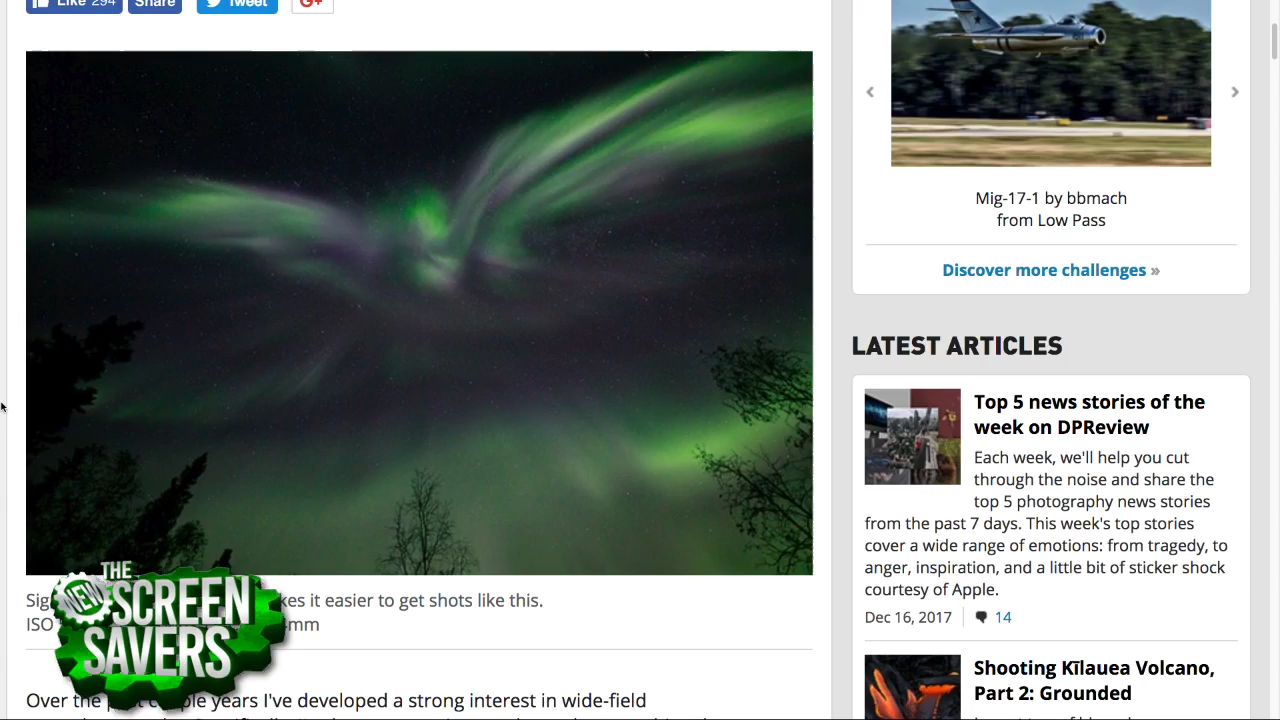 Like 294
Share
Tweet
G+
Mig-17-1 by bbmach
from Low Pass
Discover more challenges »
LATEST ARTICLES
Top 5 news stories of the
week on DPReview
Each week, we'll help you cut
through the noise and share the
top 5 photography news stories
from the past 7 days. This week's top stories
cover a wide range of emotions: from tragedy, to
anger, inspiration, and a little bit of sticker shock
courtesy of Apple.
Dec 16, 2017
14
Shooting Kīlauea Volcano,
Part 2: Grounded
it easier to get shots like this.
ISO
THE
NEW
SCREEN
SAVERS
Over the couple years I've developed a strong interest in wide-field